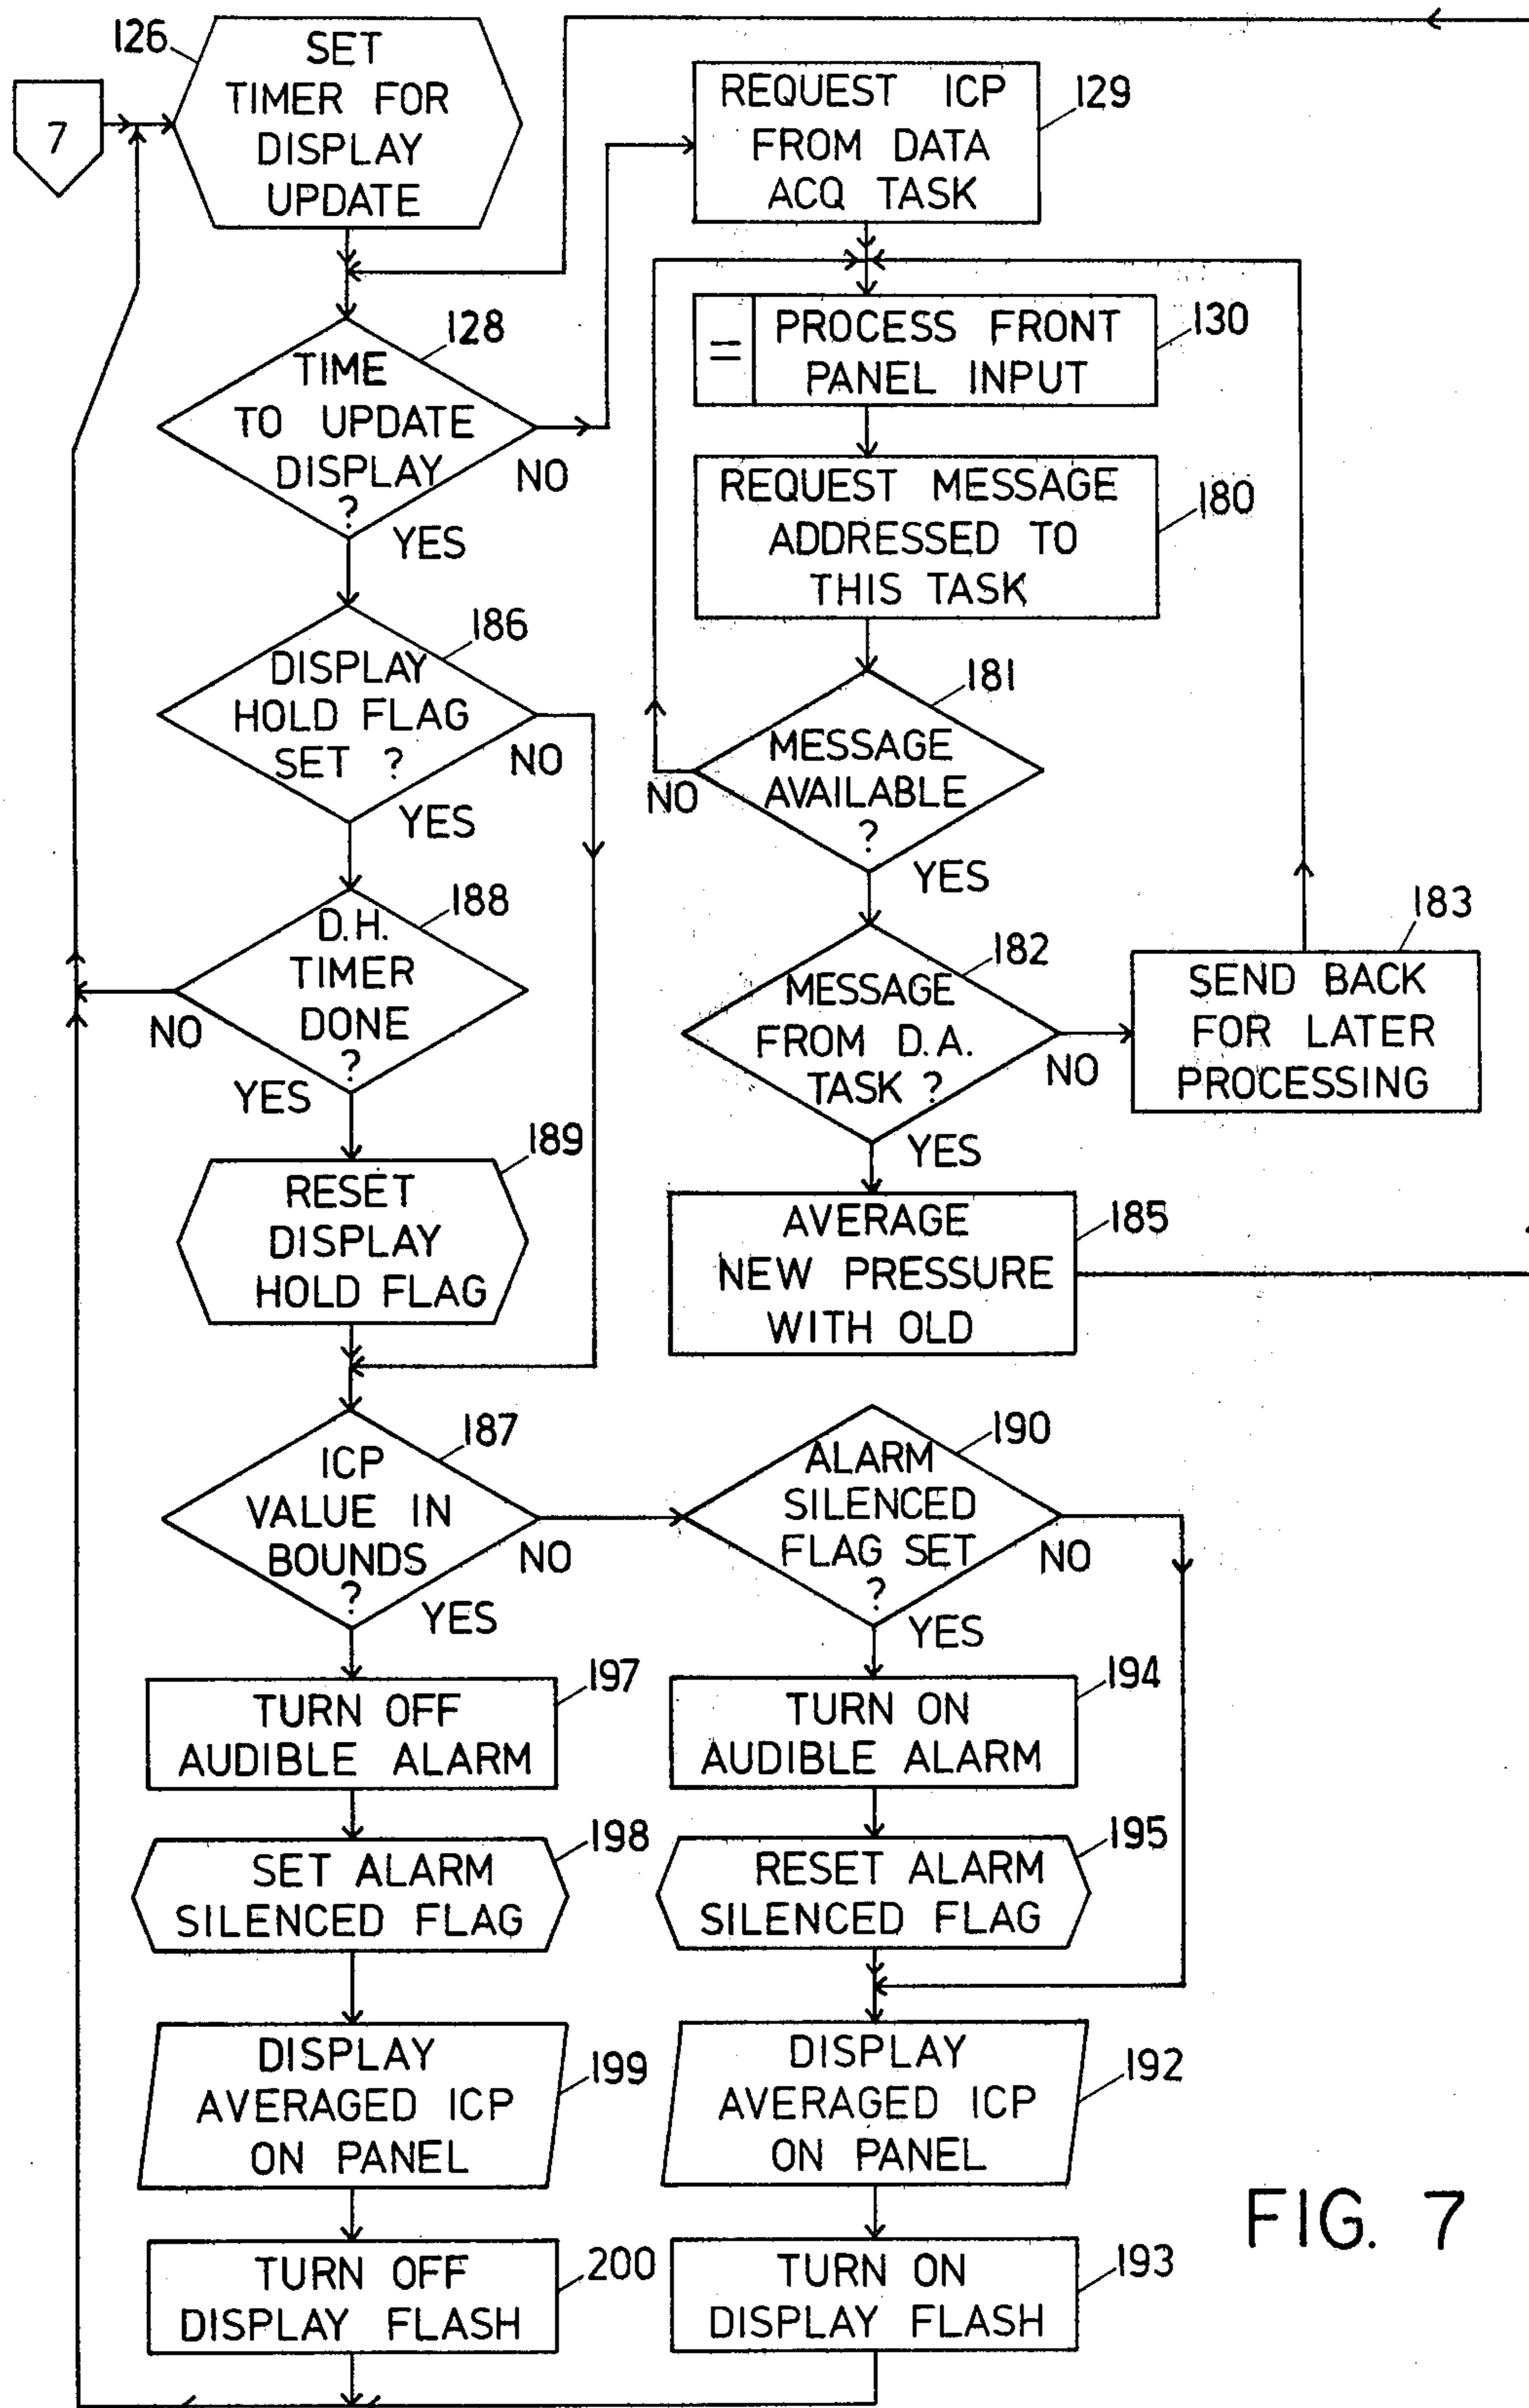 126
SET
TIMER FOR
DISPLAY
UPDATE
7
REQUEST ICP
FROM DATA
ACQ TASK
129
TIME
TO UPDATE
DISPLAY
?
128
NO
YES
=
PROCESS FRONT
PANEL INPUT
130
REQUEST MESSAGE
ADDRESSED TO
THIS TASK
180
DISPLAY
HOLD FLAG
SET ?
186
NO
YES
MESSAGE
AVAILABLE
?
181
NO
YES
D.H.
TIMER
DONE
?
188
NO
YES
MESSAGE
FROM D.A.
TASK ?
182
NO
YES
183
SEND BACK
FOR LATER
PROCESSING
189
RESET
DISPLAY
HOLD FLAG
AVERAGE
NEW PRESSURE
WITH OLD
185
ICP
VALUE IN
BOUNDS
?
187
NO
YES
ALARM
SILENCED
FLAG SET
?
190
NO
YES
TURN OFF
AUDIBLE ALARM
197
TURN ON
AUDIBLE ALARM
194
SET ALARM
SILENCED FLAG
198
RESET ALARM
SILENCED FLAG
195
DISPLAY
AVERAGED ICP
ON PANEL
199
DISPLAY
AVERAGED ICP
ON PANEL
192
TURN OFF
DISPLAY FLASH
200
TURN ON
DISPLAY FLASH
193
FIG. 7